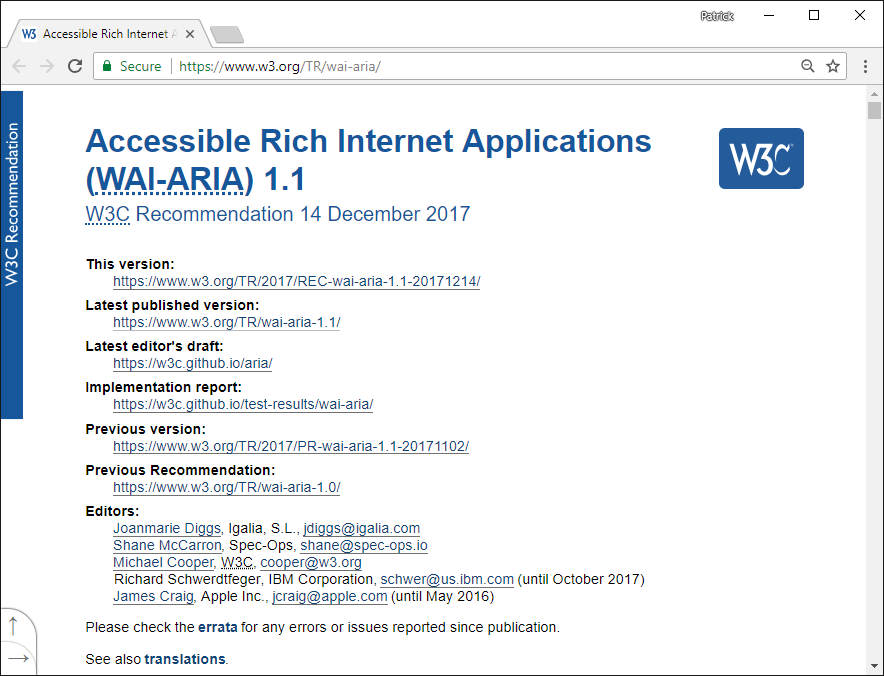 Patrick
W3 Accessible Rich Internet A
Secure https://www.w3.org/TR/wai-aria/
W3C Recommendation
Accessible Rich Internet Applications
(WAI-ARIA) 1.1
W3C
W3C Recommendation 14 December 2017
This version:
https://www.w3.org/TR/2017/REC-wai-aria-1.1-20171214/
Latest published version:
https://www.w3.org/TR/wai-aria-1.1/
Latest editor's draft:
https://w3c.github.io/aria/
Implementation report:
https://w3c.github.io/test-results/wai-aria/
Previous version:
https://www.w3.org/TR/2017/PR-wai-aria-1.1-20171102/
Previous Recommendation:
https://www.w3.org/TR/wai-aria-1.0/
Editors:
Joanmarie Diggs, Igalia, S.L., jdiggs@igalia.com
Shane McCarron, Spec-Ops, shane@spec-ops.io
Michael Cooper, W3C, cooper@w3.org
Richard Schwerdtfeger, IBM Corporation, schwer@us.ibm.com (until October 2017)
James Craig, Apple Inc., jcraig@apple.com (until May 2016)
Please check the errata for any errors or issues reported since publication.
See also translations.